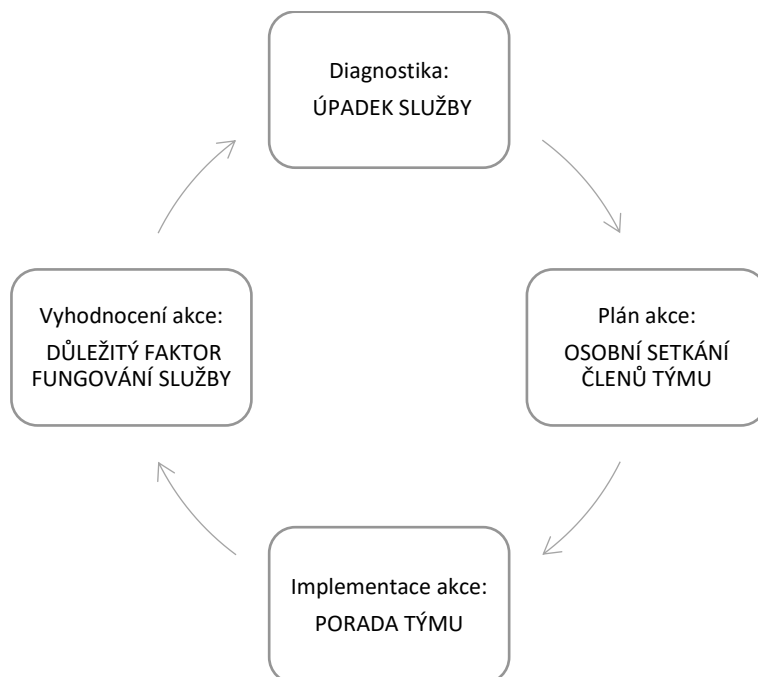 Diagnostika:
ÚPADEK SLUŽBY
Vyhodnocení akce:
DŮLEŽITÝ FAKTOR
FUNGOVÁNÍ SLUŽBY
Plán akce:
OSOBNÍ SETKÁNÍ
ČLENŮ TÝMU
Implementace akce:
PORADA TÝMU